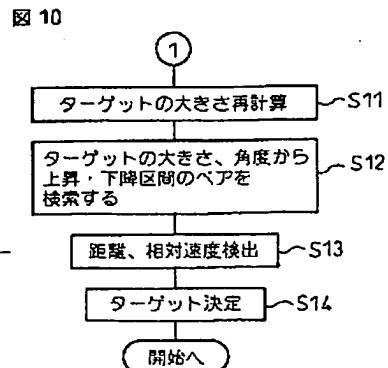 図 10
1
ターゲットの大きさ再計算
S11
ターゲットの大きさ、角度から
上昇・下降区間のペアを
検索する
S12
距離、相対速度検出
S13
ターゲット決定
S14
開始へ